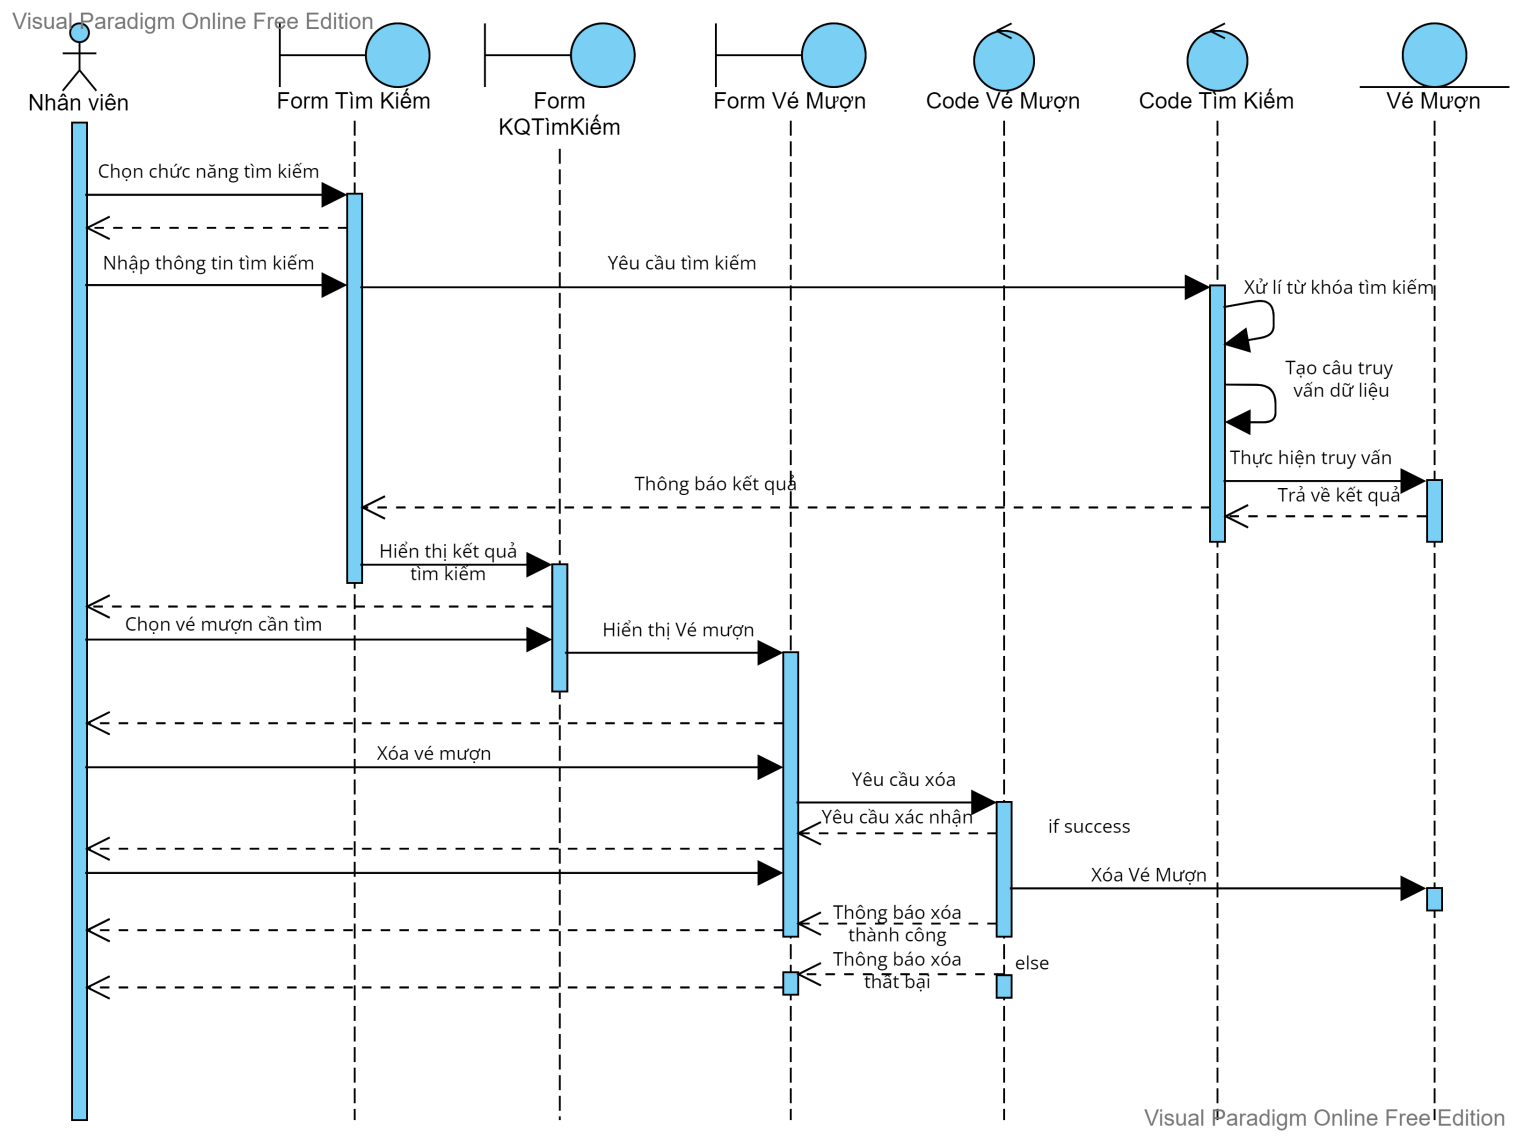 Visual Paradigm Online Free Edition
Nhân viên
Form Tìm Kiếm
Form
KQTìmKiếm
Form Vé Mượn
Code Vé Mượn
Code Tìm Kiếm
Vé Mượn
Chọn chức năng tìm kiếm
Nhập thông tin tìm kiếm
Yêu cầu tìm kiếm
Xử lí từ khóa tìm kiếm
Tạo câu truy
vấn dữ liệu
Thực hiện truy vấn
Thông báo kết quả
Trả về kết quả
Hiển thị kết quả
tìm kiếm
Chọn vé mượn cần tìm
Hiển thị Vé mượn
Xóa vé mượn
Yêu cầu xóa
Yêu cầu xác nhận
if success
Xóa Vé Mượn
Thông báo xóa
thành công
Thông báo xóa
thất bại
else
Visual Paradigm Online Free Edition